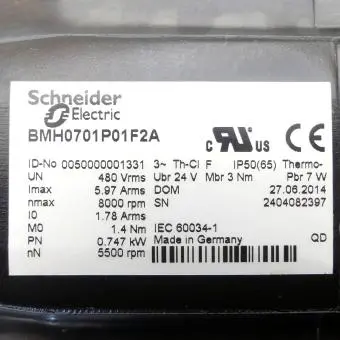 Schneider
Electric
BMH0701P01F2A
c UL US CE
ID-No 0050000001331 3~ Th-Cl F IP50(65) Thermo-
UN 480 Vrms Ubr 24 V Mbr 3 Nm Pbr 7 W
Imax 5.97 Arms DOM 27.06.2014
nmax 8000 rpm SN 2404082397
I0 1.78 Arms
M0 1.4 Nm IEC 60034-1
PN 0.747 kW Made in Germany QD
nN 5500 rpm